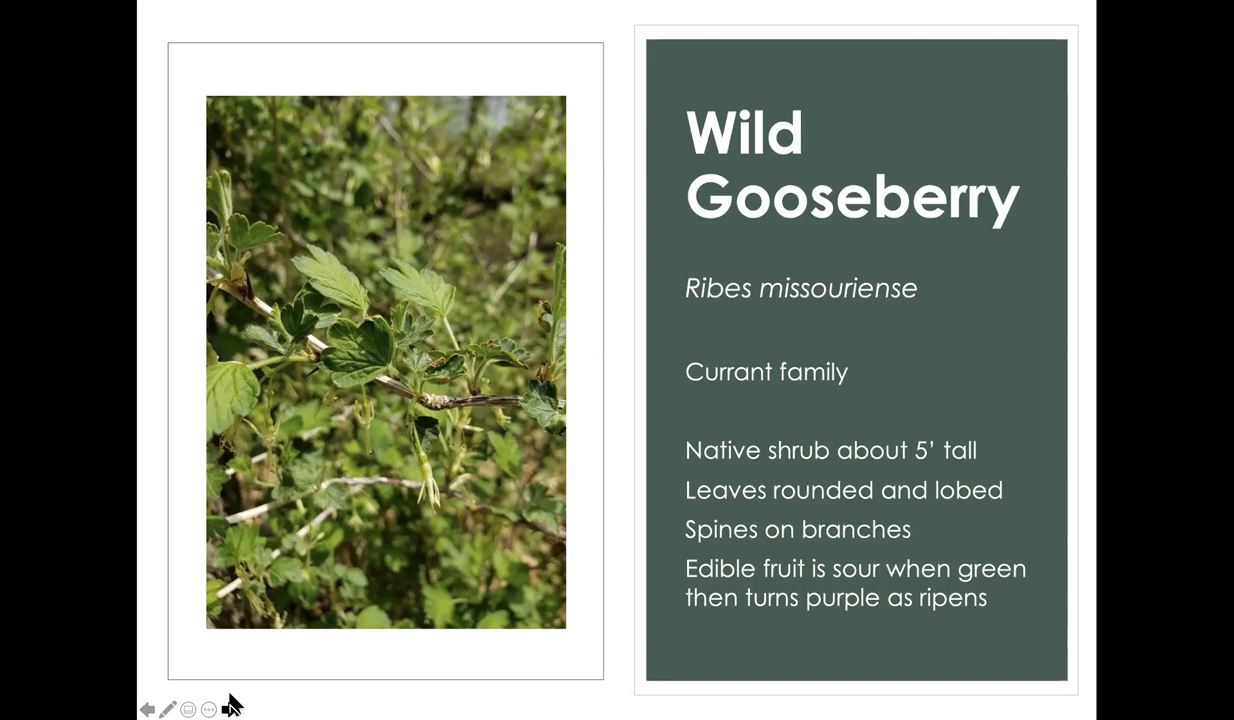 Wild
Gooseberry
Ribes missouriense
Currant family
Native shrub about 5’ tall
Leaves rounded and lobed
Spines on branches
Edible fruit is sour when green
then turns purple as ripens